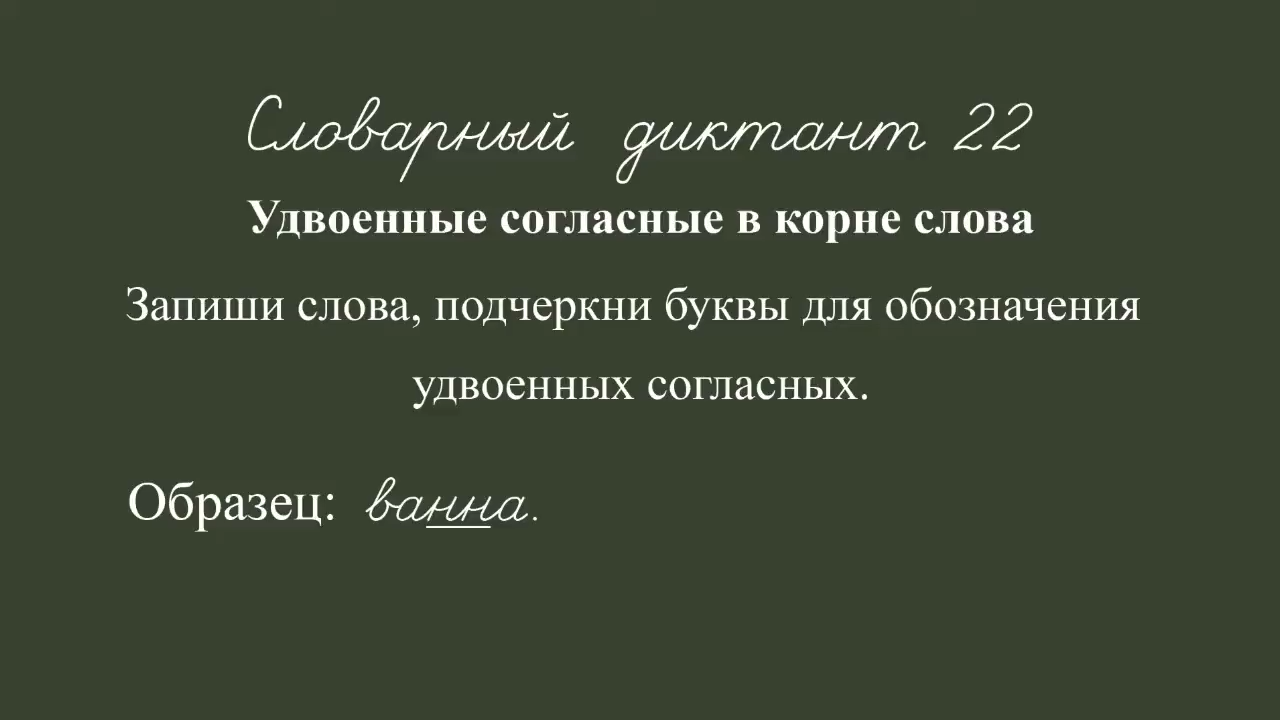 Словарный диктант 22
Удвоенные согласные в корне слова
Запиши слова, подчеркни буквы для обозначения
удвоенных согласных.
Образец: ванна.